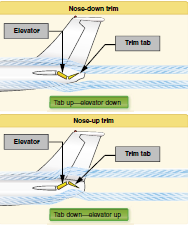 Nose-down trim
Elevator
Trim tab
Tab up—elevator down
Nose-up trim
Elevator
Trim tab
Tab down—elevator up